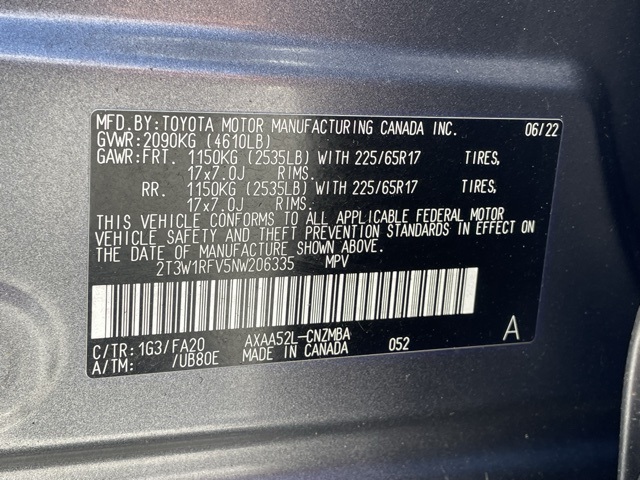 MFD.BY:TOYOTA MOTOR MANUFACTURING CANADA INC. 06/22
GVWR:2090KG (4610LB)
GAWR:FRT. 1150KG (2535LB) WITH 225/65R17 TIRES,
17x7.0J RIMS.
RR. 1150KG (2535LB) WITH 225/65R17 TIRES,
17x7.0J RIMS.
THIS VEHICLE CONFORMS TO ALL APPLICABLE FEDERAL MOTOR
VEHICLE SAFETY AND THEFT PREVENTION STANDARDS IN EFFECT ON
THE DATE OF MANUFACTURE SHOWN ABOVE.
2T3W1RFV5NW206335 MPV
C/TR:1G3/FA20 AXAA52L-CNZMBA A
A/TM: /UB80E MADE IN CANADA 052